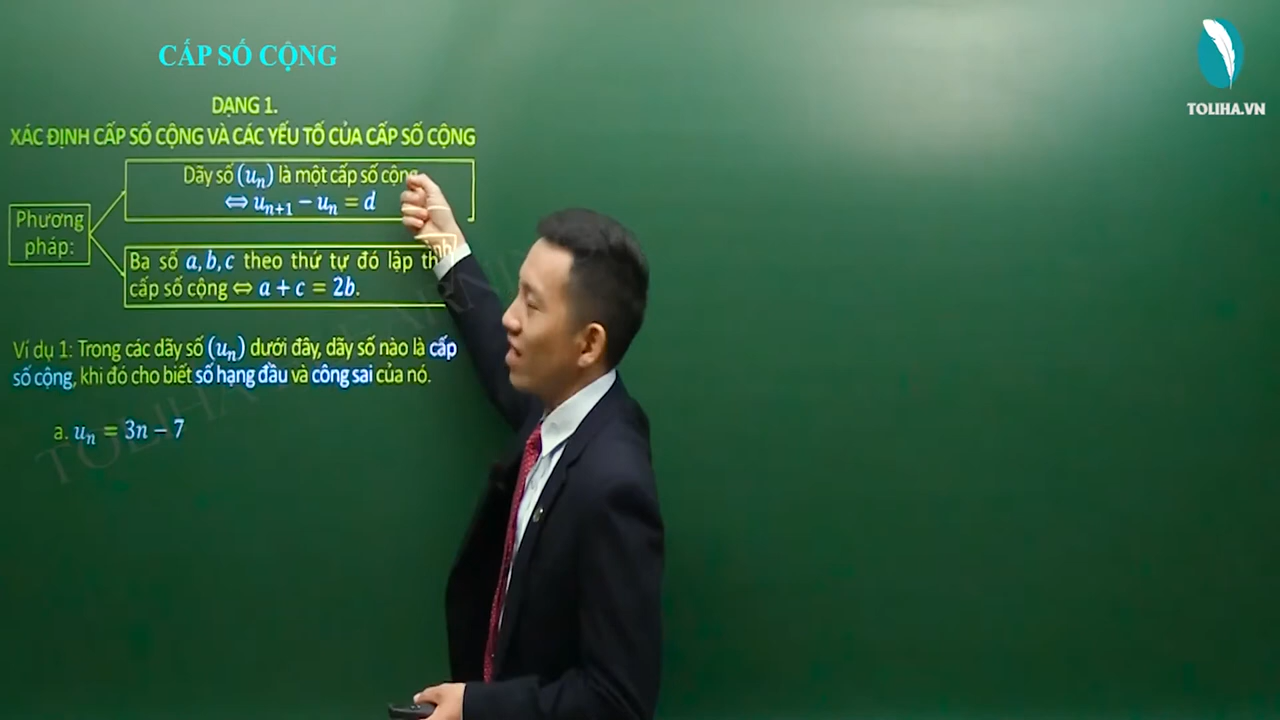 CẤP SỐ CỘNG
TOLIHA.VN
DẠNG 1.
XÁC ĐỊNH CẤP SỐ CỘNG VÀ CÁC YẾU TỐ CỦA CẤP SỐ CỘNG
Phương
pháp:
Dãy số (uₙ) là một cấp số cộng
⇔ uₙ₊₁ − uₙ = d
Ba số a, b, c theo thứ tự đó lập thành
cấp số cộng ⇔ a + c = 2b.
Ví dụ 1: Trong các dãy số (uₙ) dưới đây, dãy số nào là cấp
số cộng, khi đó cho biết số hạng đầu và công sai của nó.
a. uₙ = 3n − 7